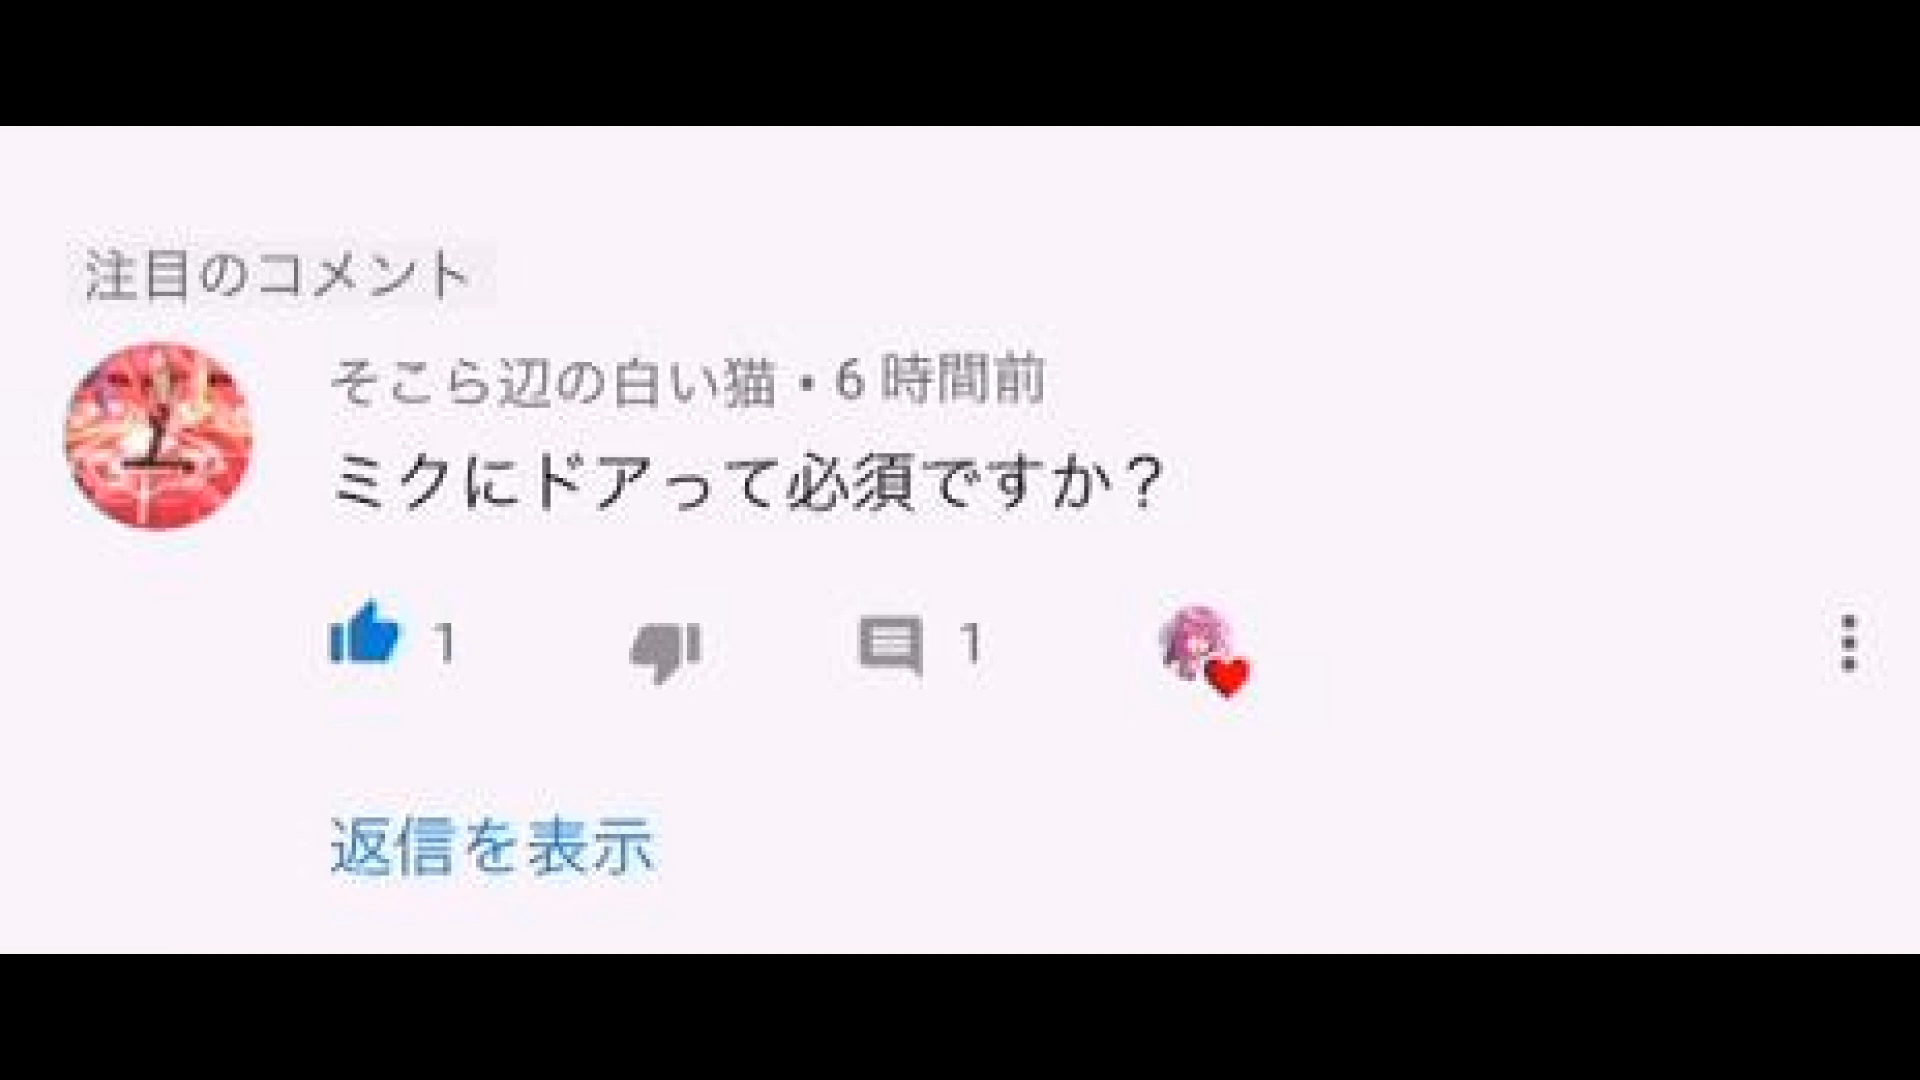 注目のコメント
そこら辺の白い猫・6 時間前
ミクにドアって必須ですか？
1 1
返信を表示